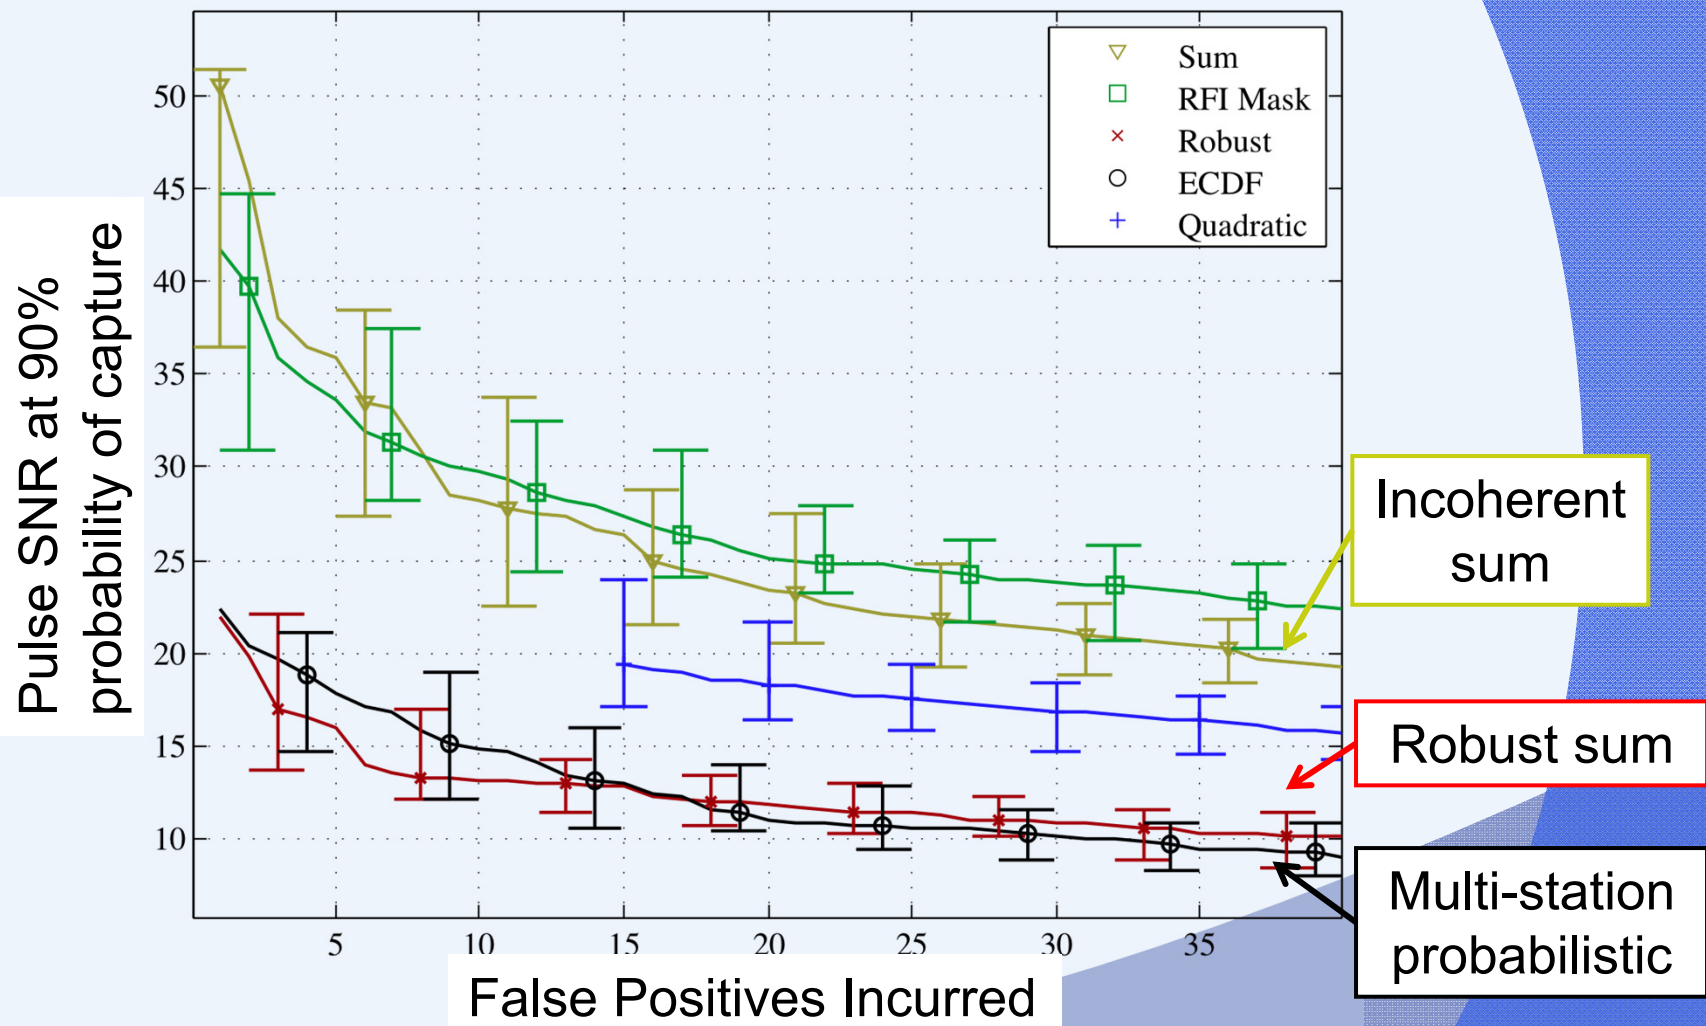 Pulse SNR at 90%
probability of capture
50
45
40
35
30
25
20
15
10
Sum
RFI Mask
Robust
ECDF
Quadratic
Incoherent
sum
Robust sum
Multi-station
probabilistic
5 10 15 20 25 30 35
False Positives Incurred